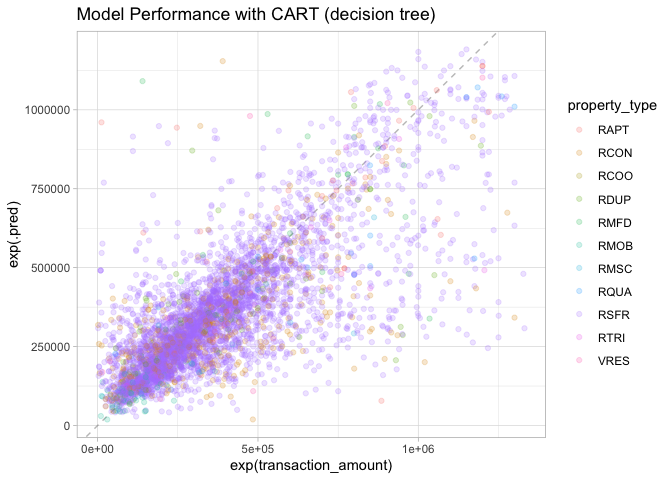 Model Performance with CART (decision tree)
exp(.pred)
1000000
750000
500000
250000
0
0e+00
5e+05
1e+06
exp(transaction_amount)
property_type
RAPT
RCON
RCOO
RDUP
RMFD
RMOB
RMSC
RQUA
RSFR
RTRI
VRES